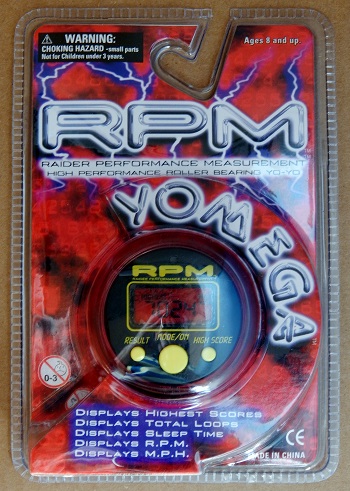 WARNING:
CHOKING HAZARD -small parts
Not for Children under 3 years.
Ages 8 and up.
RPM
RAIDER PERFORMANCE MEASUREMENT
HIGH PERFORMANCE ROLLER BEARING YO-YO
YOMEGA
RPM
RAIDER PERFORMANCE MEASUREMENT
RESULT
MODE/ON
HIGH SCORE
0-3
DISPLAYS HIGHEST SCORES
DISPLAYS TOTAL LOOPS
DISPLAYS SLEEP TIME
DISPLAYS R.P.M.
DISPLAYS M.P.H.
CE
MADE IN CHINA